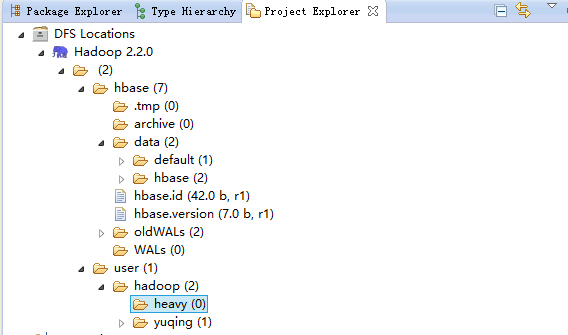 Package Explorer Type Hierarchy Project Explorer
DFS Locations
Hadoop 2.2.0
(2)
hbase (7)
.tmp (0)
archive (0)
data (2)
default (1)
hbase (2)
hbase.id (42.0 b, r1)
hbase.version (7.0 b, r1)
oldWALs (2)
WALs (0)
user (1)
hadoop (2)
heavy (0)
yuqing (1)